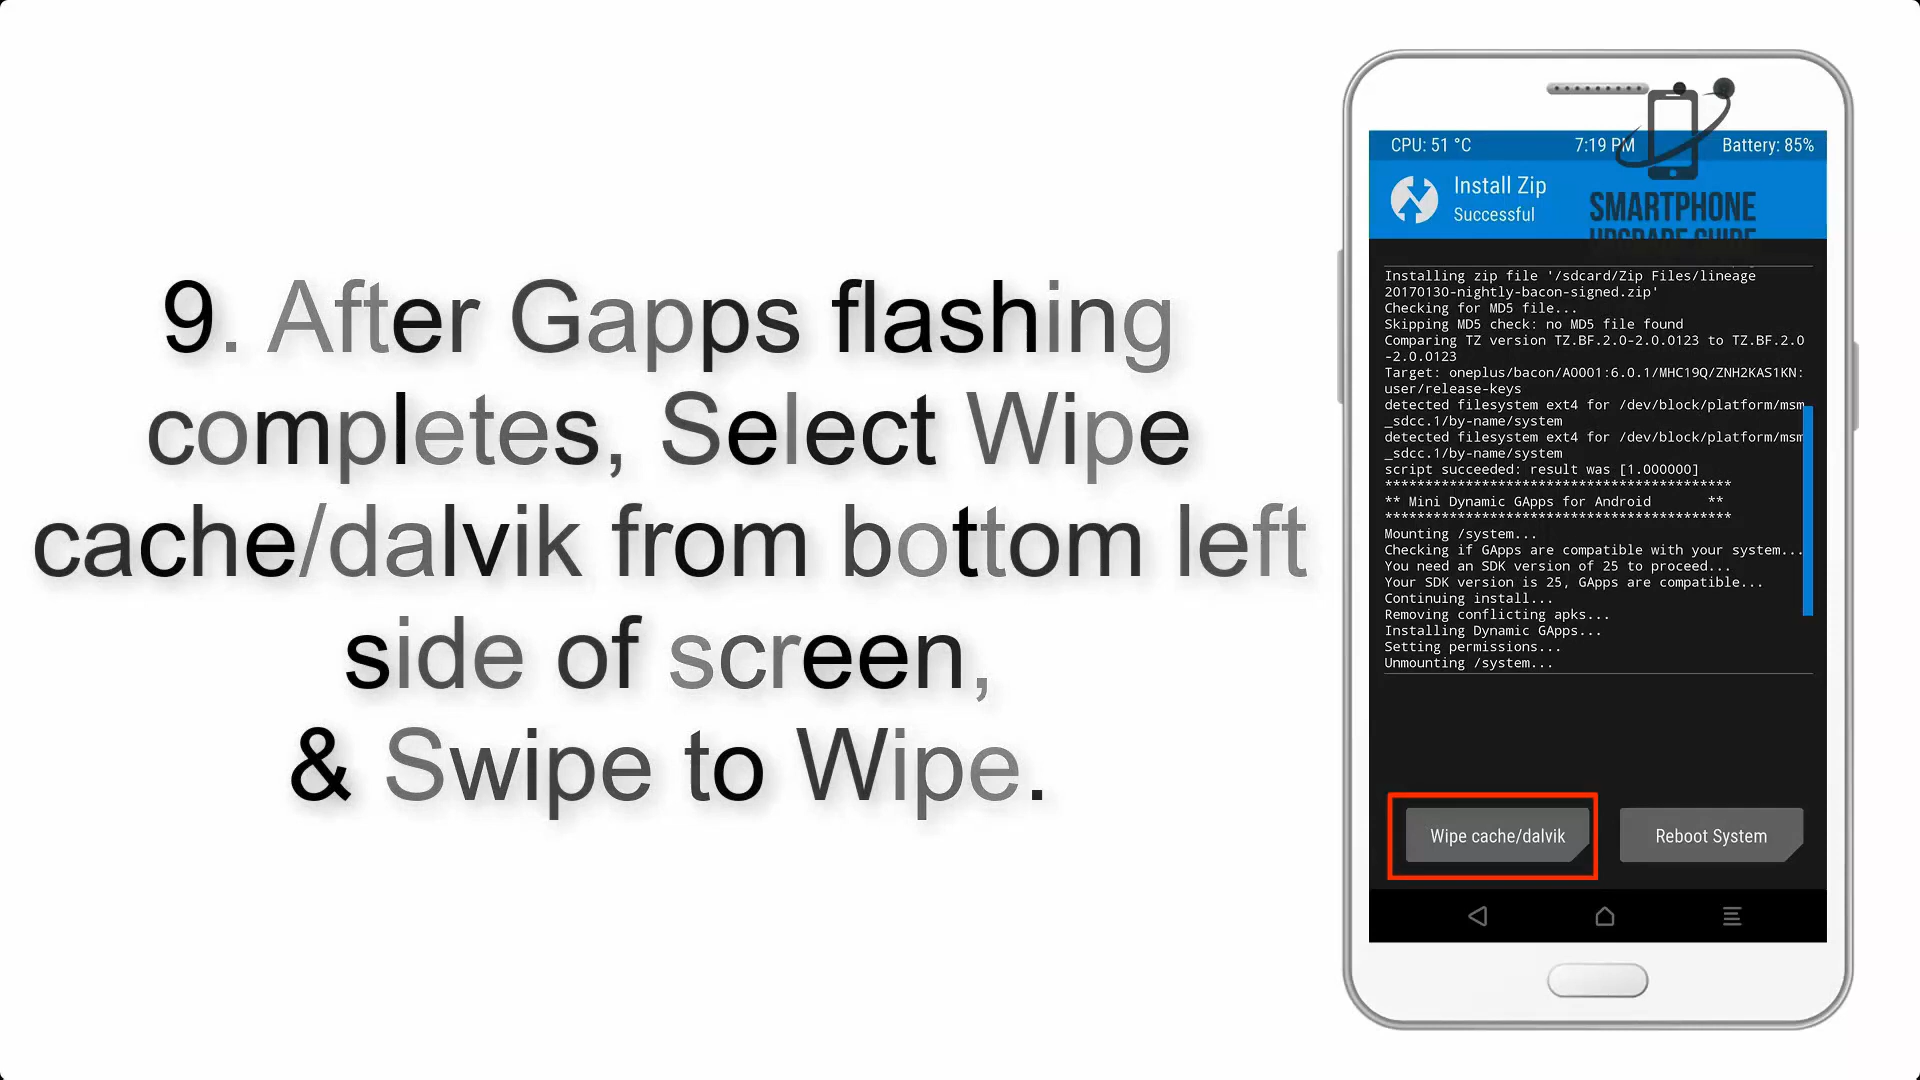 9. After Gapps flashing
completes, Select Wipe
cache/dalvik from bottom left
side of screen,
& Swipe to Wipe.
CPU: 51 °C 7:19 PM Battery: 85%
Install Zip
Successful
SMARTPHONE
UPGRADE GUIDE
Installing zip file '/sdcard/Zip Files/lineage
20170130-nightly-bacon-signed.zip'
Checking for MD5 file...
Skipping MD5 check: no MD5 file found
Comparing TZ version TZ.BF.2.0-2.0.0123 to TZ.BF.2.0
-2.0.0123
Target: oneplus/bacon/A0001:6.0.1/MHC19Q/ZNH2KAS1KN:
user/release-keys
detected filesystem ext4 for /dev/block/platform/msm
_sdcc.1/by-name/system
detected filesystem ext4 for /dev/block/platform/msm
_sdcc.1/by-name/system
script succeeded: result was [1.000000]
*******************************************
** Mini Dynamic GApps for Android **
*******************************************
Mounting /system...
Checking if GApps are compatible with your system...
You need an SDK version of 25 to proceed...
Your SDK version is 25, GApps are compatible...
Continuing install...
Removing conflicting apks...
Installing Dynamic GApps...
Setting permissions...
Unmounting /system...
Wipe cache/dalvik Reboot System